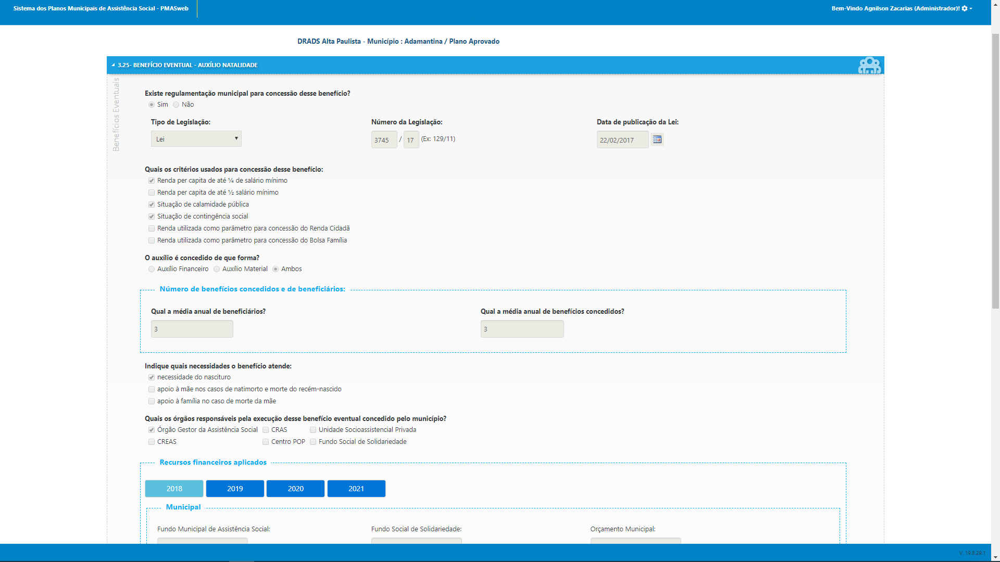 Sistema dos Planos Municipais de Assistência Social - PMASweb
Bem-Vindo Agnilson Zacarias (Administrador)!
DRADS Alta Paulista - Município : Adamantina / Plano Aprovado
3.25- BENEFÍCIO EVENTUAL - AUXÍLIO NATALIDADE
Benefícios Eventuais
Existe regulamentação municipal para concessão desse benefício?
Sim Não
Tipo de Legislação: Número da Legislação: Data de publicação da Lei:
Lei 3745 / 17 (Ex: 129/11) 22/02/2017
Quais os critérios usados para concessão desse benefício:
Renda per capita de até ¼ de salário mínimo
Renda per capita de até ½ salário mínimo
Situação de calamidade pública
Situação de contingência social
Renda utilizada como parâmetro para concessão do Renda Cidadã
Renda utilizada como parâmetro para concessão do Bolsa Família
O auxílio é concedido de que forma?
Auxílio Financeiro Auxílio Material Ambos
Número de benefícios concedidos e de beneficiários:
Qual a média anual de beneficiários? Qual a média anual de benefícios concedidos?
3 3
Indique quais necessidades o benefício atende:
necessidade do nascituro
apoio à mãe nos casos de natimorto e morte do recém-nascido
apoio à família no caso de morte da mãe
Quais os órgãos responsáveis pela execução desse benefício eventual concedido pelo município?
Órgão Gestor da Assistência Social CRAS Unidade Socioassistencial Privada
CREAS Centro POP Fundo Social de Solidariedade
Recursos financeiros aplicados
2018 2019 2020 2021
Municipal
Fundo Municipal de Assistência Social: Fundo Social de Solidariedade: Orçamento Municipal:
V. 19.8.29.1